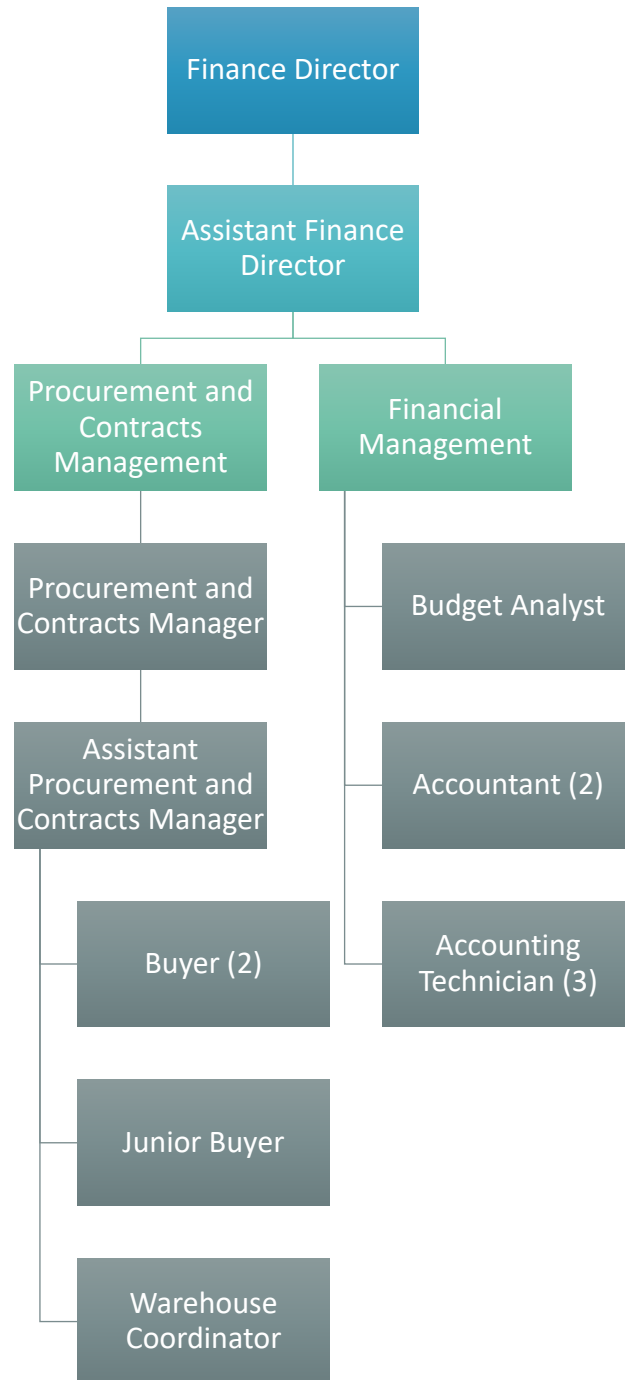 Finance Director
Assistant Finance
Director
Procurement and
Contracts
Management
Financial
Management
Procurement and
Contracts Manager
Budget Analyst
Assistant
Procurement and
Contracts Manager
Accountant (2)
Buyer (2)
Accounting
Technician (3)
Junior Buyer
Warehouse
Coordinator